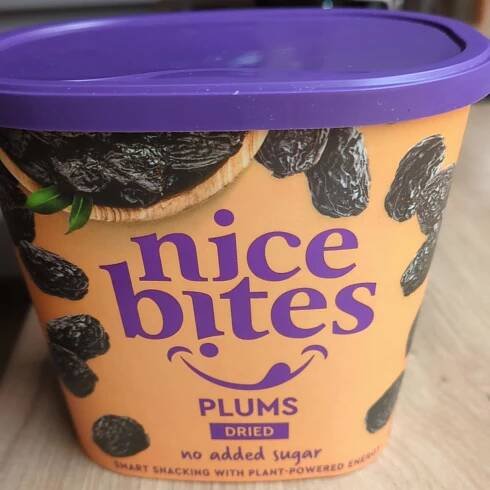 nice
bites
PLUMS
DRIED
no added sugar
SMART SNACKING WITH PLANT-POWERED ENERGY